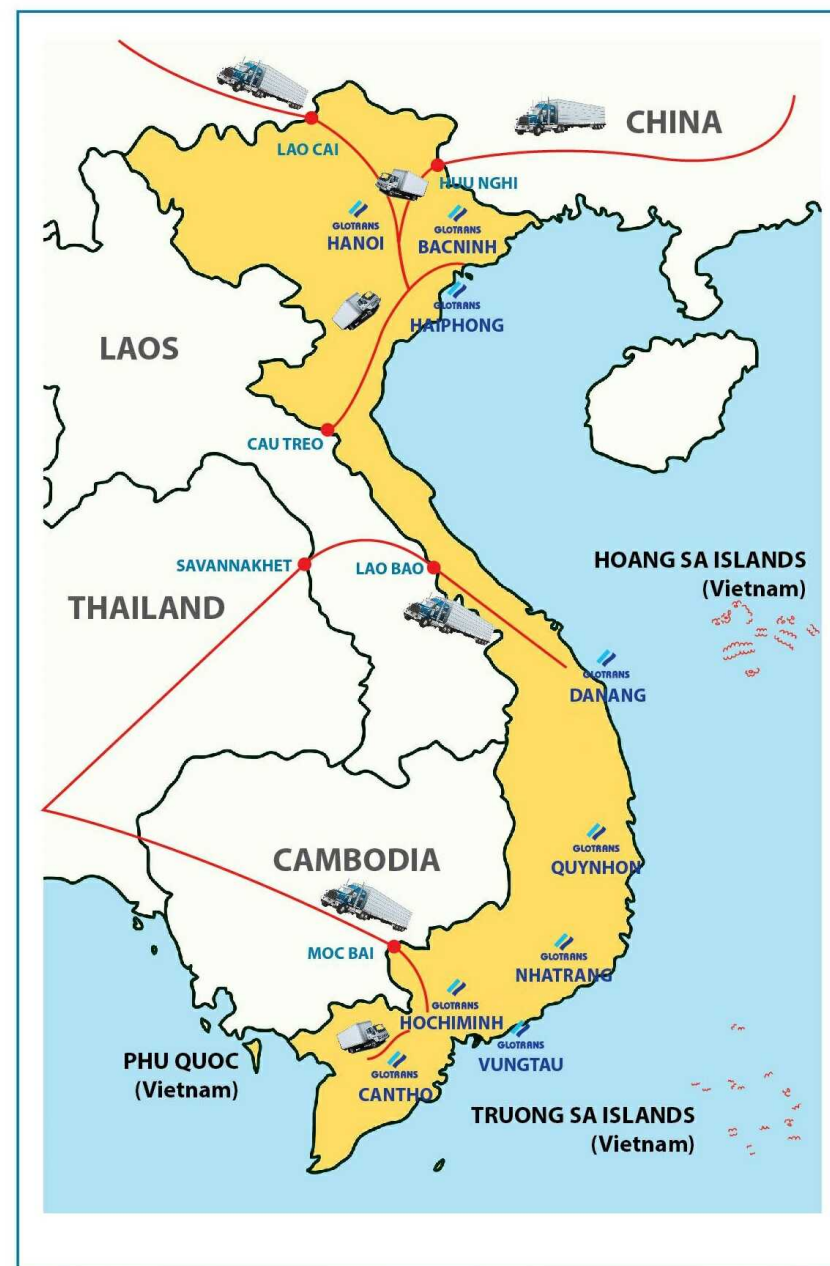 CHINA
LAO CAI
HUU NGHI
GLOTRANS
HANOI
GLOTRANS
BACNINH
GLOTRANS
HAIPHONG
LAOS
CAU TREO
SAVANNAKHET
LAO BAO
HOANG SA ISLANDS
(Vietnam)
THAILAND
GLOTRANS
DANANG
GLOTRANS
QUYNHON
CAMBODIA
MOC BAI
GLOTRANS
NHATRANG
GLOTRANS
HOCHIMINH
GLOTRANS
VUNGTAU
PHU QUOC
(Vietnam)
GLOTRANS
CANTHO
TRUONG SA ISLANDS
(Vietnam)